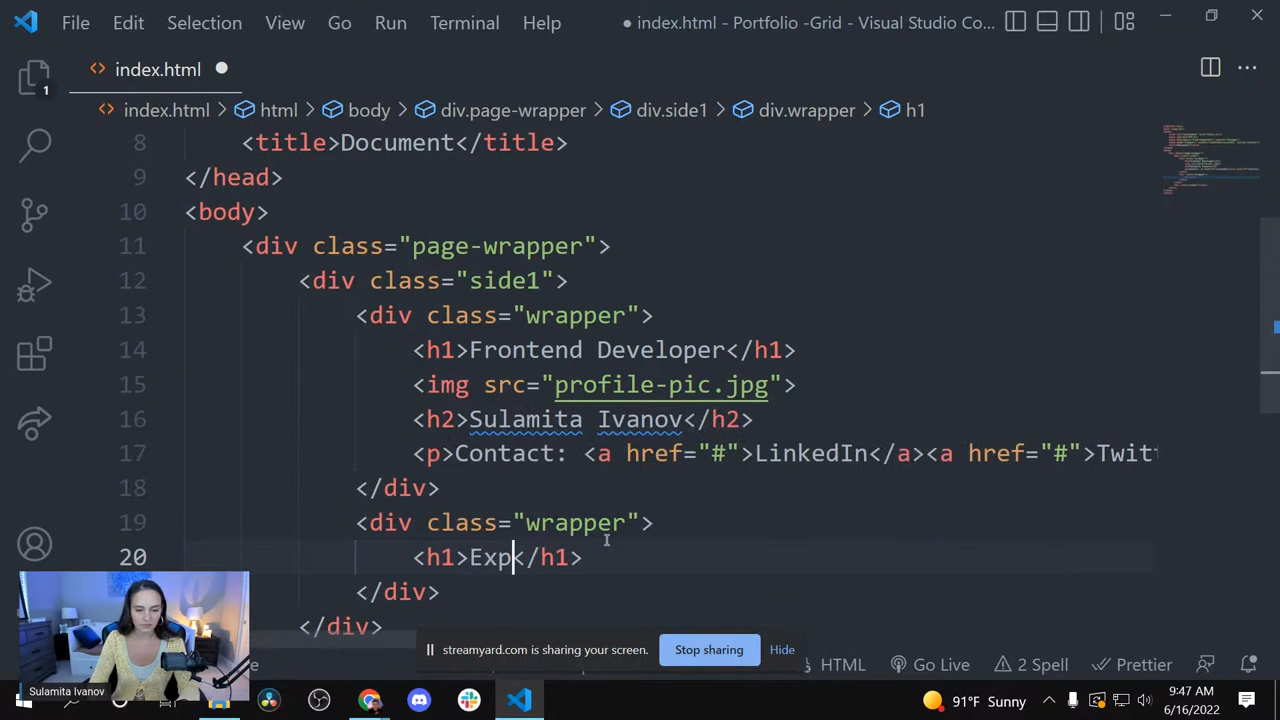 File Edit Selection View Go Run Terminal Help ● index.html - Portfolio -Grid - Visual Studio Co...
index.html
index.html > html > body > div.page-wrapper > div.side1 > div.wrapper > h1
8 <title>Document</title>
9 </head>
10 <body>
11 <div class="page-wrapper">
12 <div class="side1">
13 <div class="wrapper">
14 <h1>Frontend Developer</h1>
15 <img src="profile-pic.jpg">
16 <h2>Sulamita Ivanov</h2>
17 <p>Contact: <a href="#">LinkedIn</a><a href="#">Twitt
18 </div>
19 <div class="wrapper">
20 <h1>Exp</h1>
</div>
</div>
1
streamyard.com is sharing your screen. Stop sharing Hide
HTML Go Live 2 Spell Prettier
Sulamita Ivanov
91°F Sunny
9:47 AM
6/16/2022